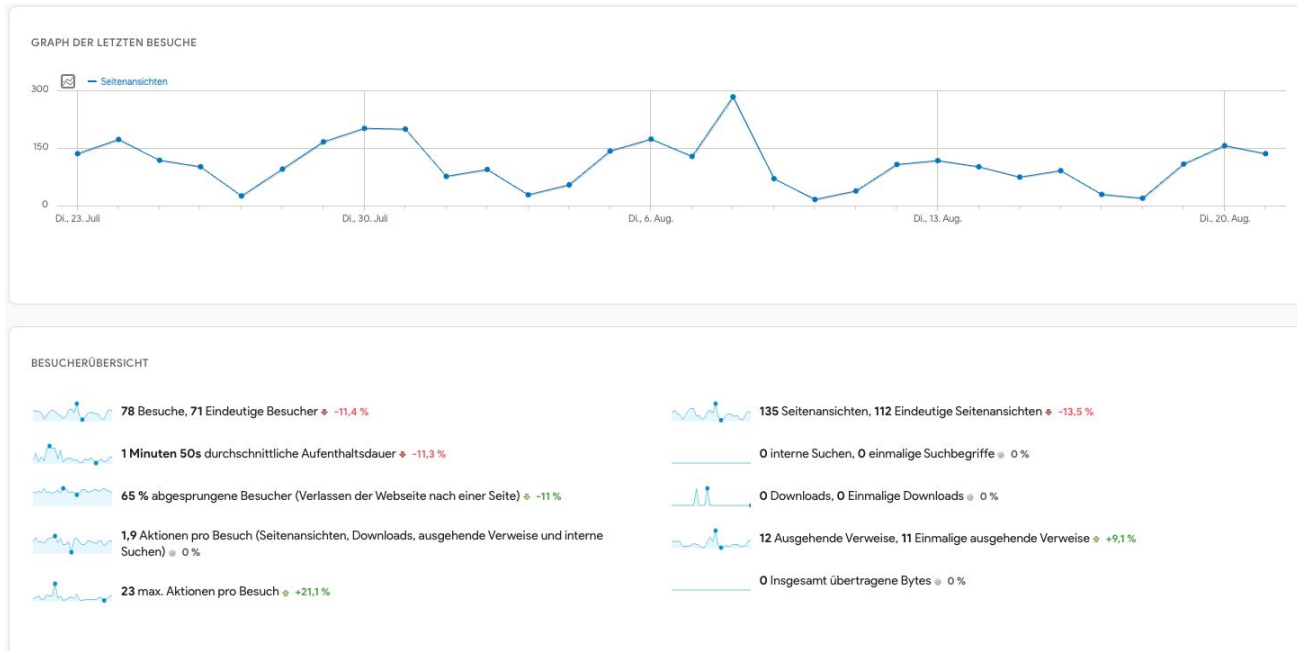 GRAPH DER LETZTEN BESUCHE
Seitenansichten
300
150
0
Di., 23. Juli
Di., 30. Juli
Di., 6. Aug.
Di., 13. Aug.
Di., 20. Aug.
BESUCHERÜBERSICHT
78 Besuche, 71 Eindeutige Besucher -11,4 %
1 Minuten 50s durchschnittliche Aufenthaltsdauer -11,3 %
65 % abgesprungene Besucher (Verlassen der Webseite nach einer Seite) -11 %
1,9 Aktionen pro Besuch (Seitenansichten, Downloads, ausgehende Verweise und interne
Suchen) 0 %
23 max. Aktionen pro Besuch +21,1 %
135 Seitenansichten, 112 Eindeutige Seitenansichten -13,5 %
0 interne Suchen, 0 einmalige Suchbegriffe 0 %
0 Downloads, 0 Einmalige Downloads 0 %
12 Ausgehende Verweise, 11 Einmalige ausgehende Verweise +9,1 %
0 Insgesamt übertragene Bytes 0 %